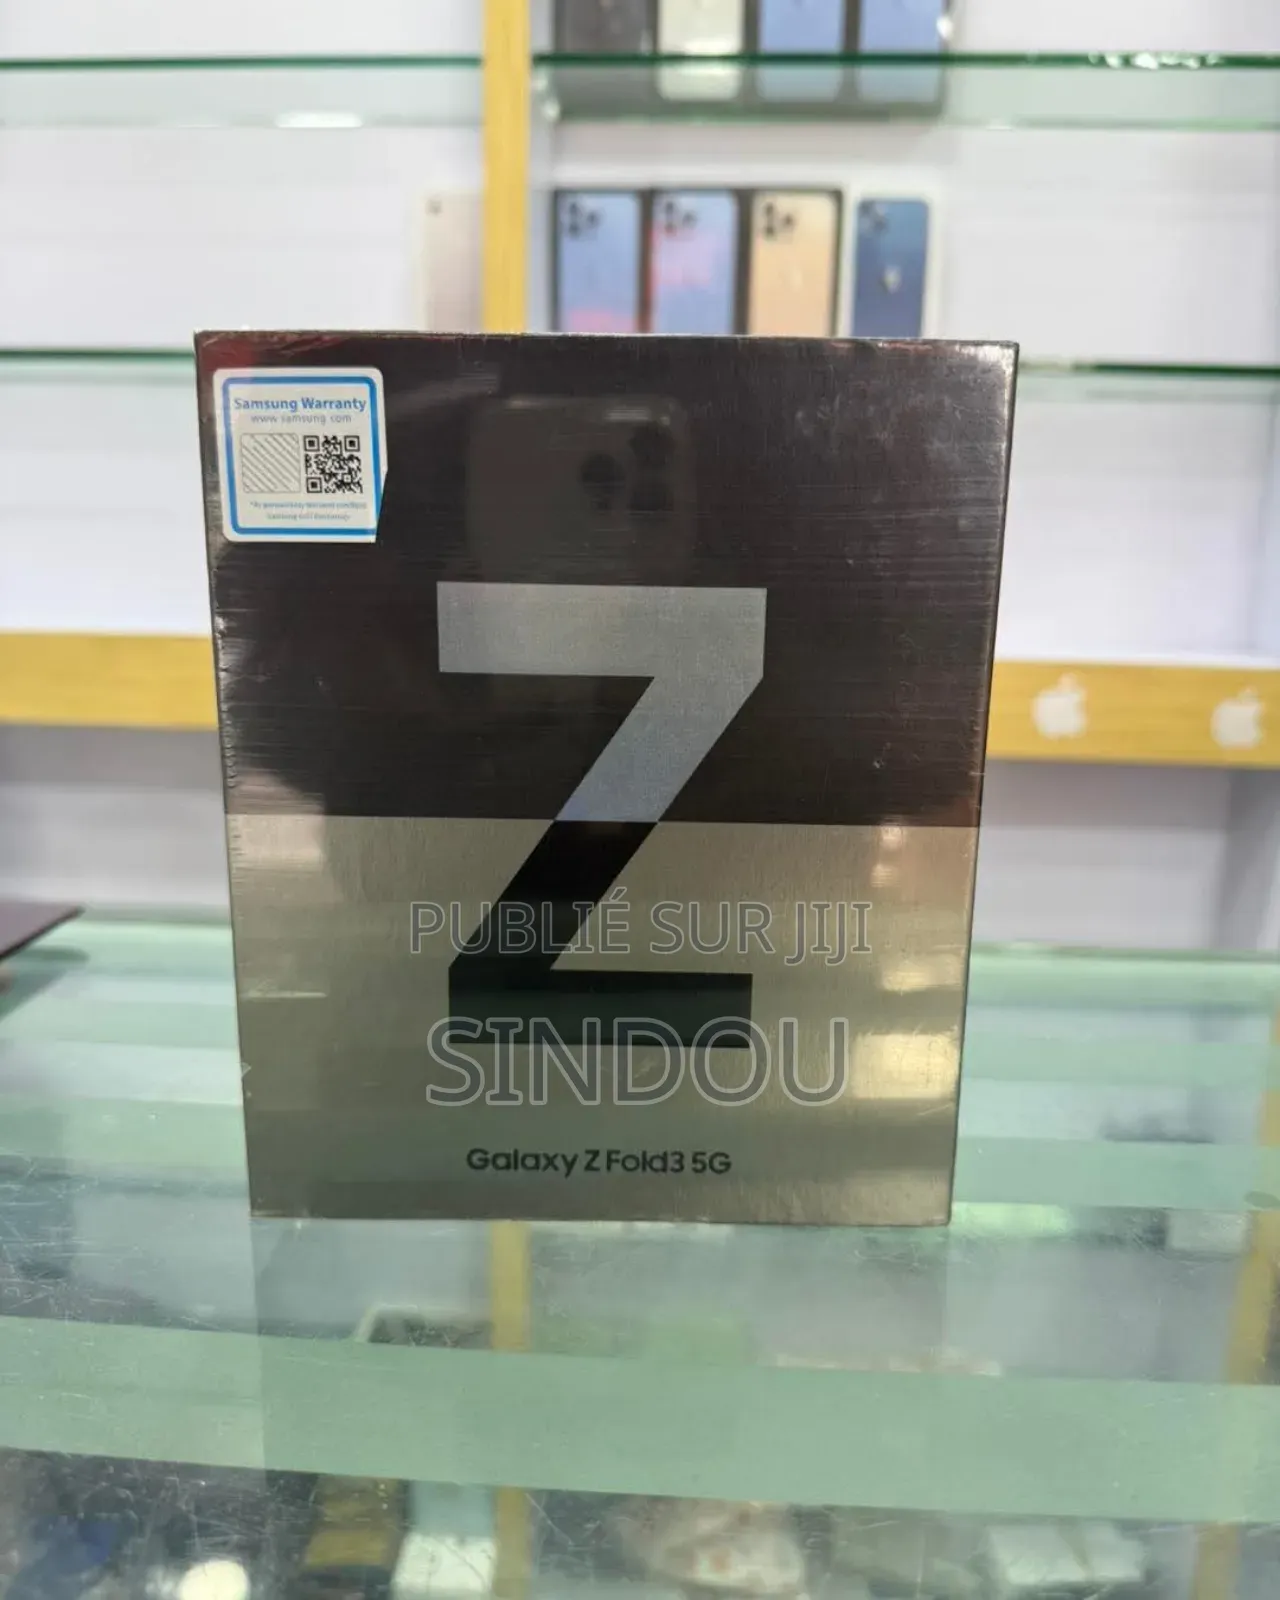 Samsung Warranty
www.samsung.com
Z
PUBLIÉ SUR JIJI
SINDOU
Galaxy Z Fold3 5G